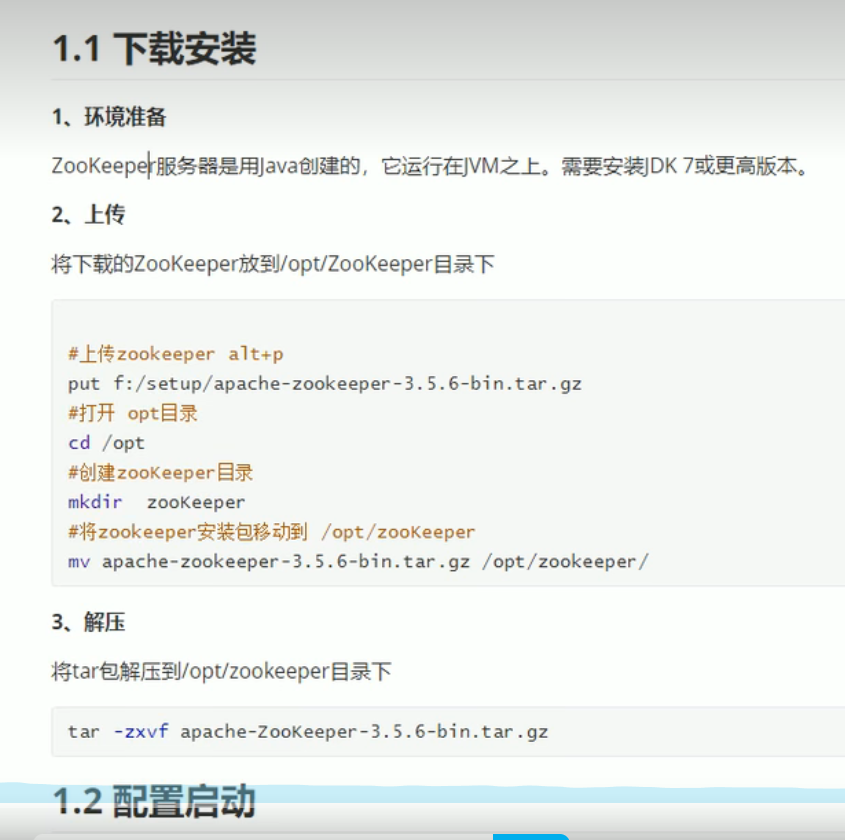 1.1 下载安装
1、环境准备
ZooKeeper服务器是用Java创建的，它运行在JVM之上。需要安装JDK 7或更高版本。
2、上传
将下载的ZooKeeper放到/opt/ZooKeeper目录下
#上传zookeeper alt+p
put f:/setup/apache-zookeeper-3.5.6-bin.tar.gz
#打开 opt目录
cd /opt
#创建zooKeeper目录
mkdir  zooKeeper
#将zookeeper安装包移动到 /opt/zooKeeper
mv apache-zookeeper-3.5.6-bin.tar.gz /opt/zookeeper/
3、解压
将tar包解压到/opt/zookeeper目录下
tar -zxvf apache-ZooKeeper-3.5.6-bin.tar.gz
1.2 配置启动